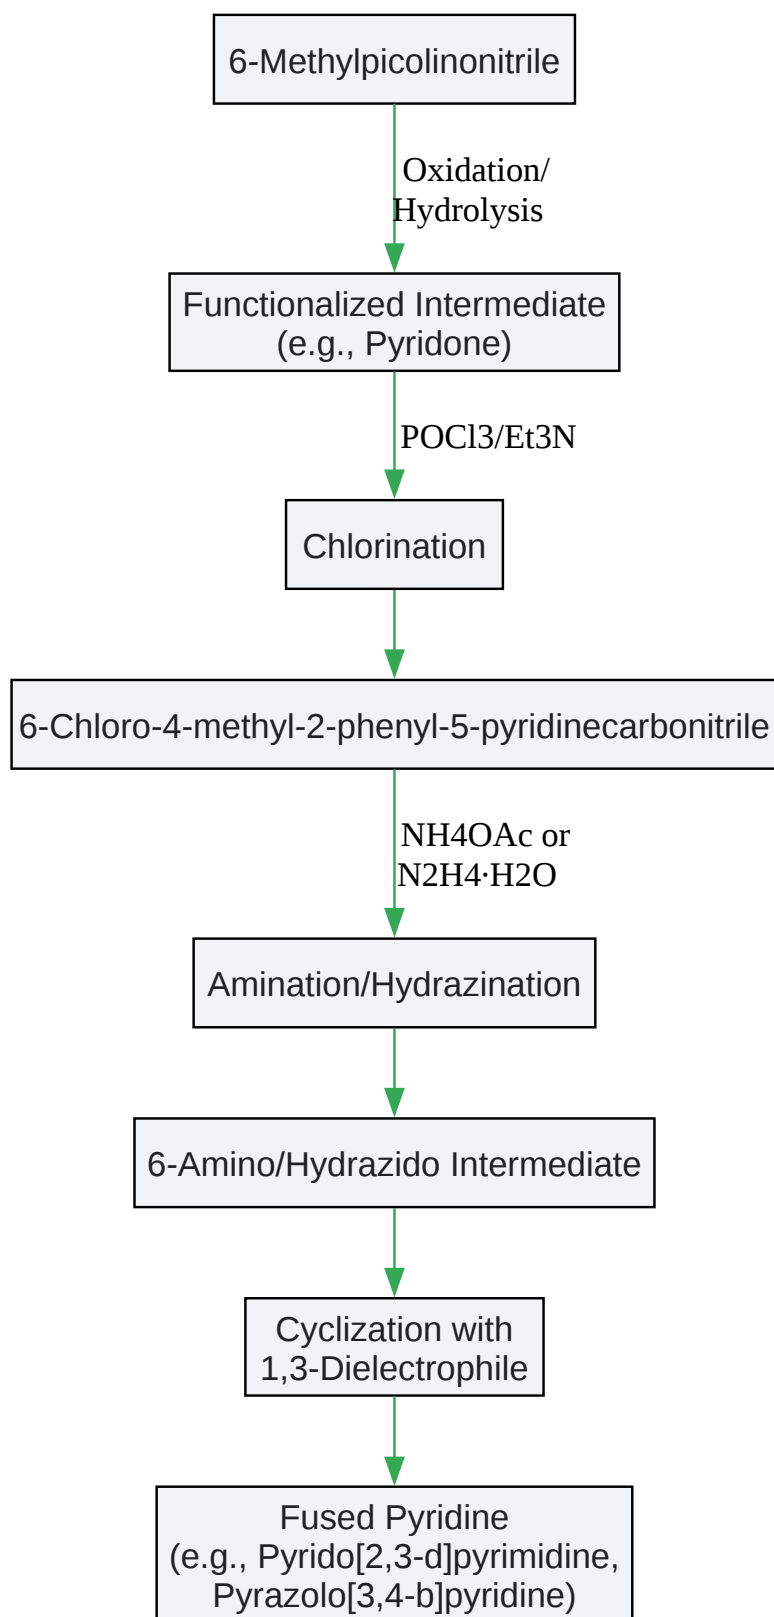 6-Methylpicolinonitrile
Oxidation/
Hydrolysis
Functionalized Intermediate
(e.g., Pyridone)
POCl3/Et3N
Chlorination
6-Chloro-4-methyl-2-phenyl-5-pyridinecarbonitrile
NH4OAc or
N2H4·H2O
Amination/Hydrazination
6-Amino/Hydrazido Intermediate
Cyclization with
1,3-Dielectrophile
Fused Pyridine
(e.g., Pyrido[2,3-d]pyrimidine,
Pyrazolo[3,4-b]pyridine)